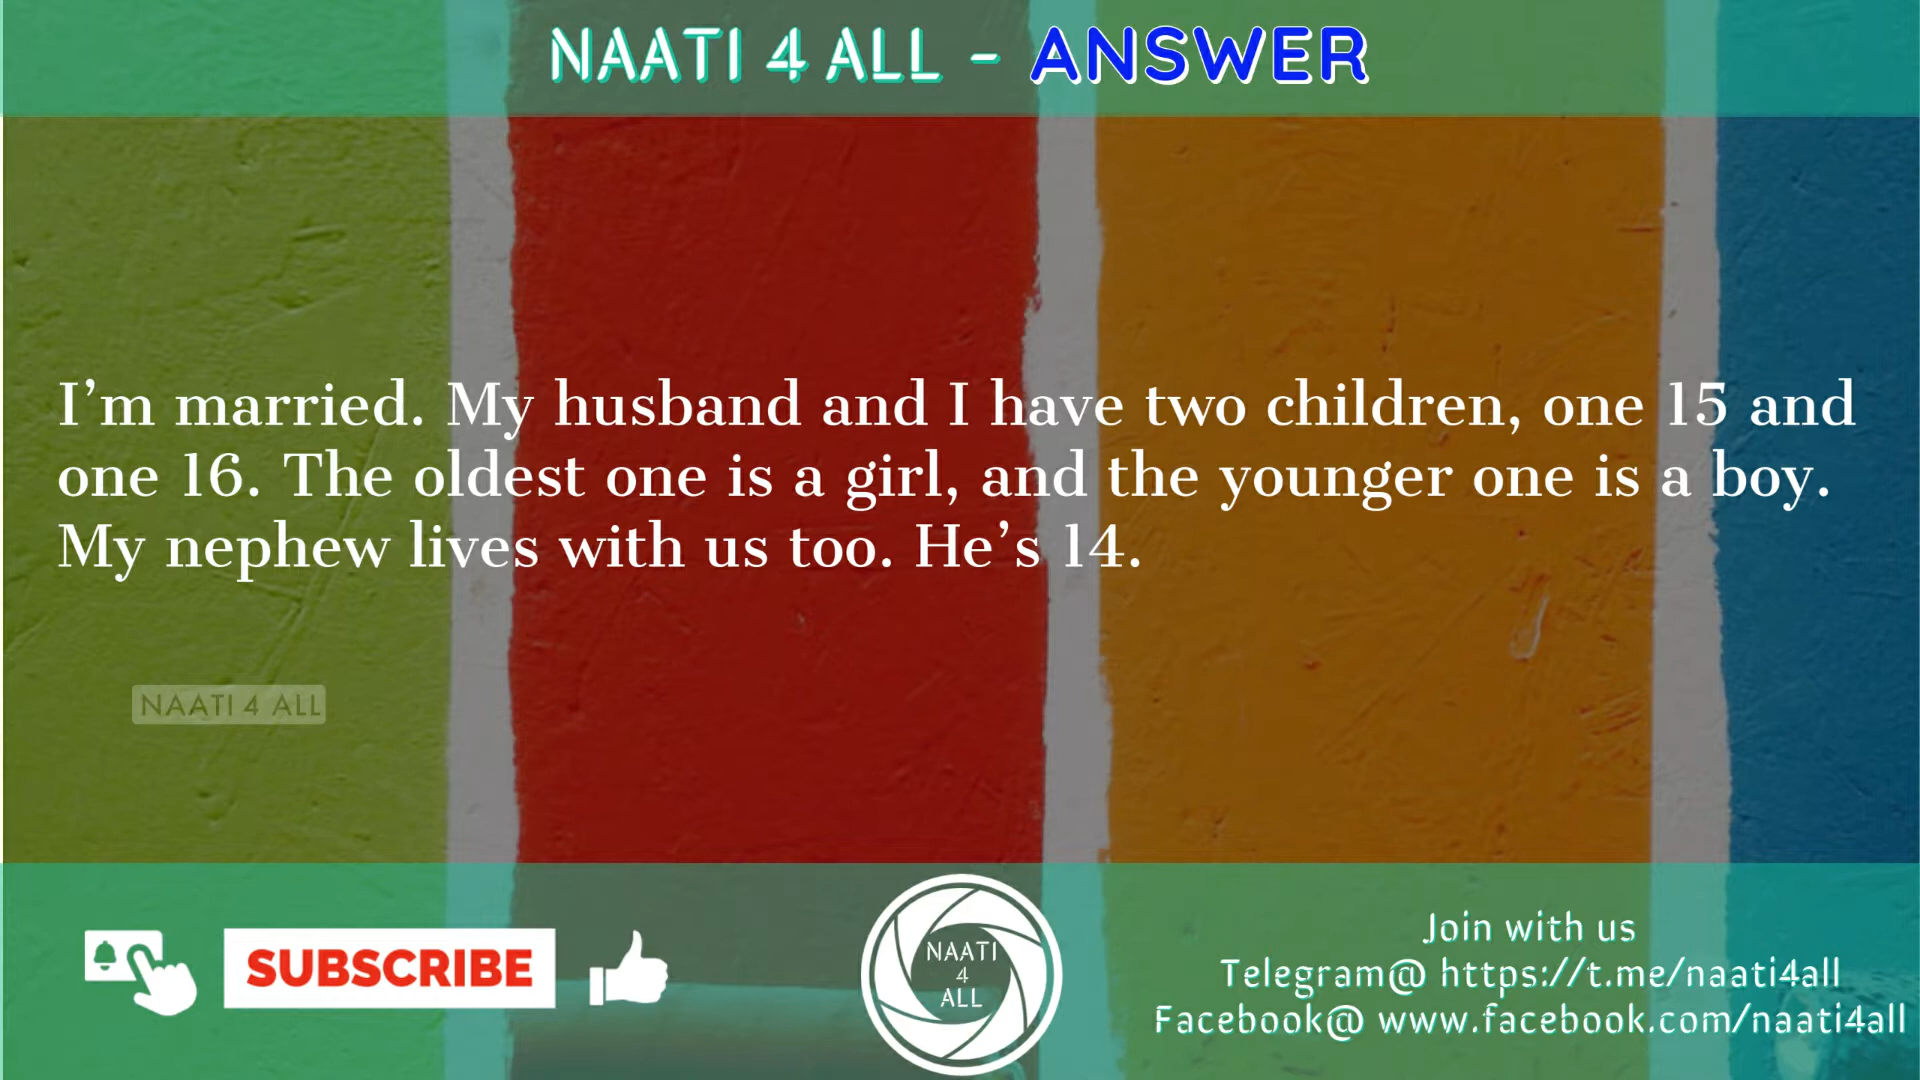 NAATI 4 ALL - ANSWER
I’m married. My husband and I have two children, one 15 and
one 16. The oldest one is a girl, and the younger one is a boy.
My nephew lives with us too. He’s 14.
NAATI 4 ALL
SUBSCRIBE
NAATI
4
ALL
Join with us
Telegram@ https://t.me/naati4all
Facebook@ www.facebook.com/naati4all